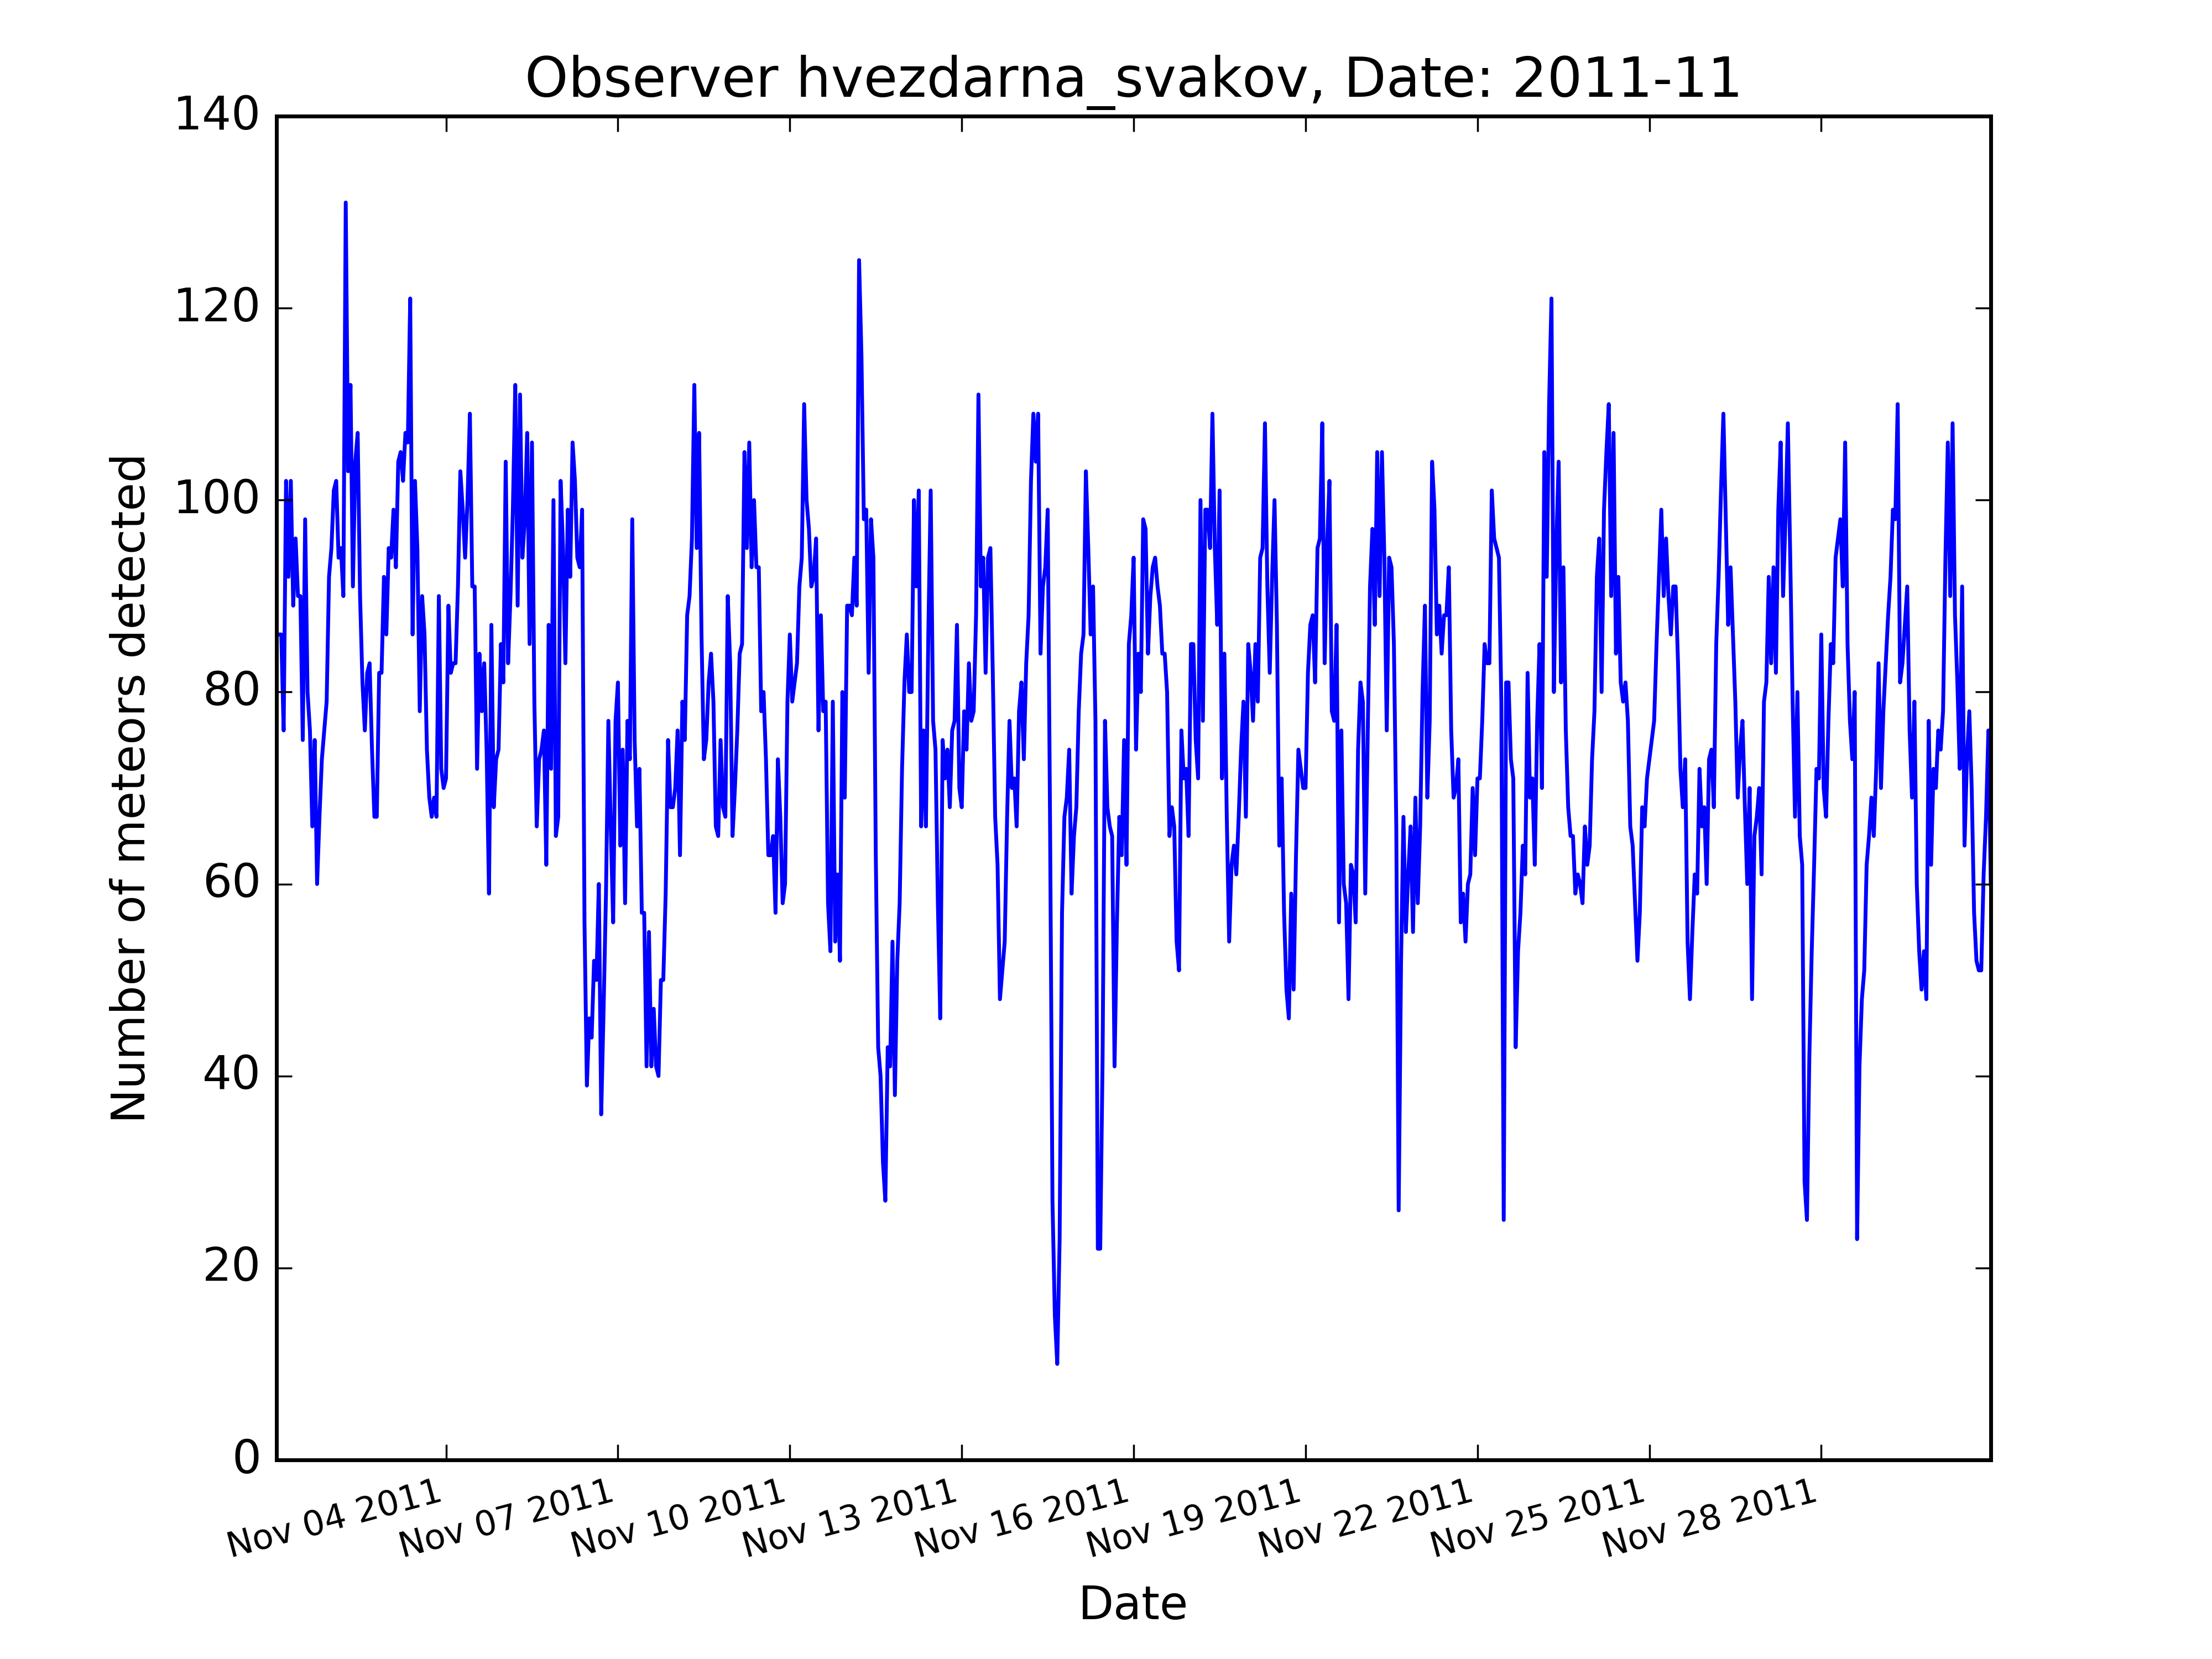 Observer hvezdarna_svakov, Date: 2011-11
Number of meteors detected
140
120
100
80
60
40
20
0
Nov 04 2011
Nov 07 2011
Nov 10 2011
Nov 13 2011
Nov 16 2011
Nov 19 2011
Nov 22 2011
Nov 25 2011
Nov 28 2011
Date